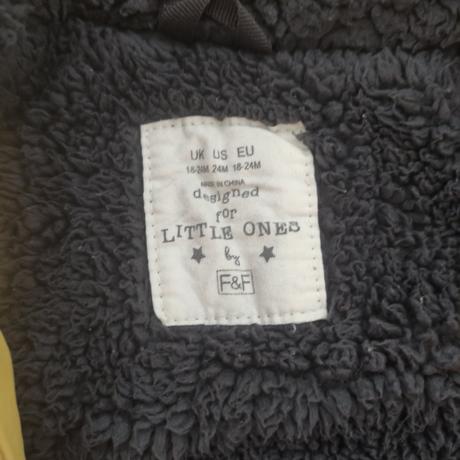 UK US EU
18-24M 24M 18-24M
MADE IN CHINA
designed
for
LITTLE ONES
by
F&F